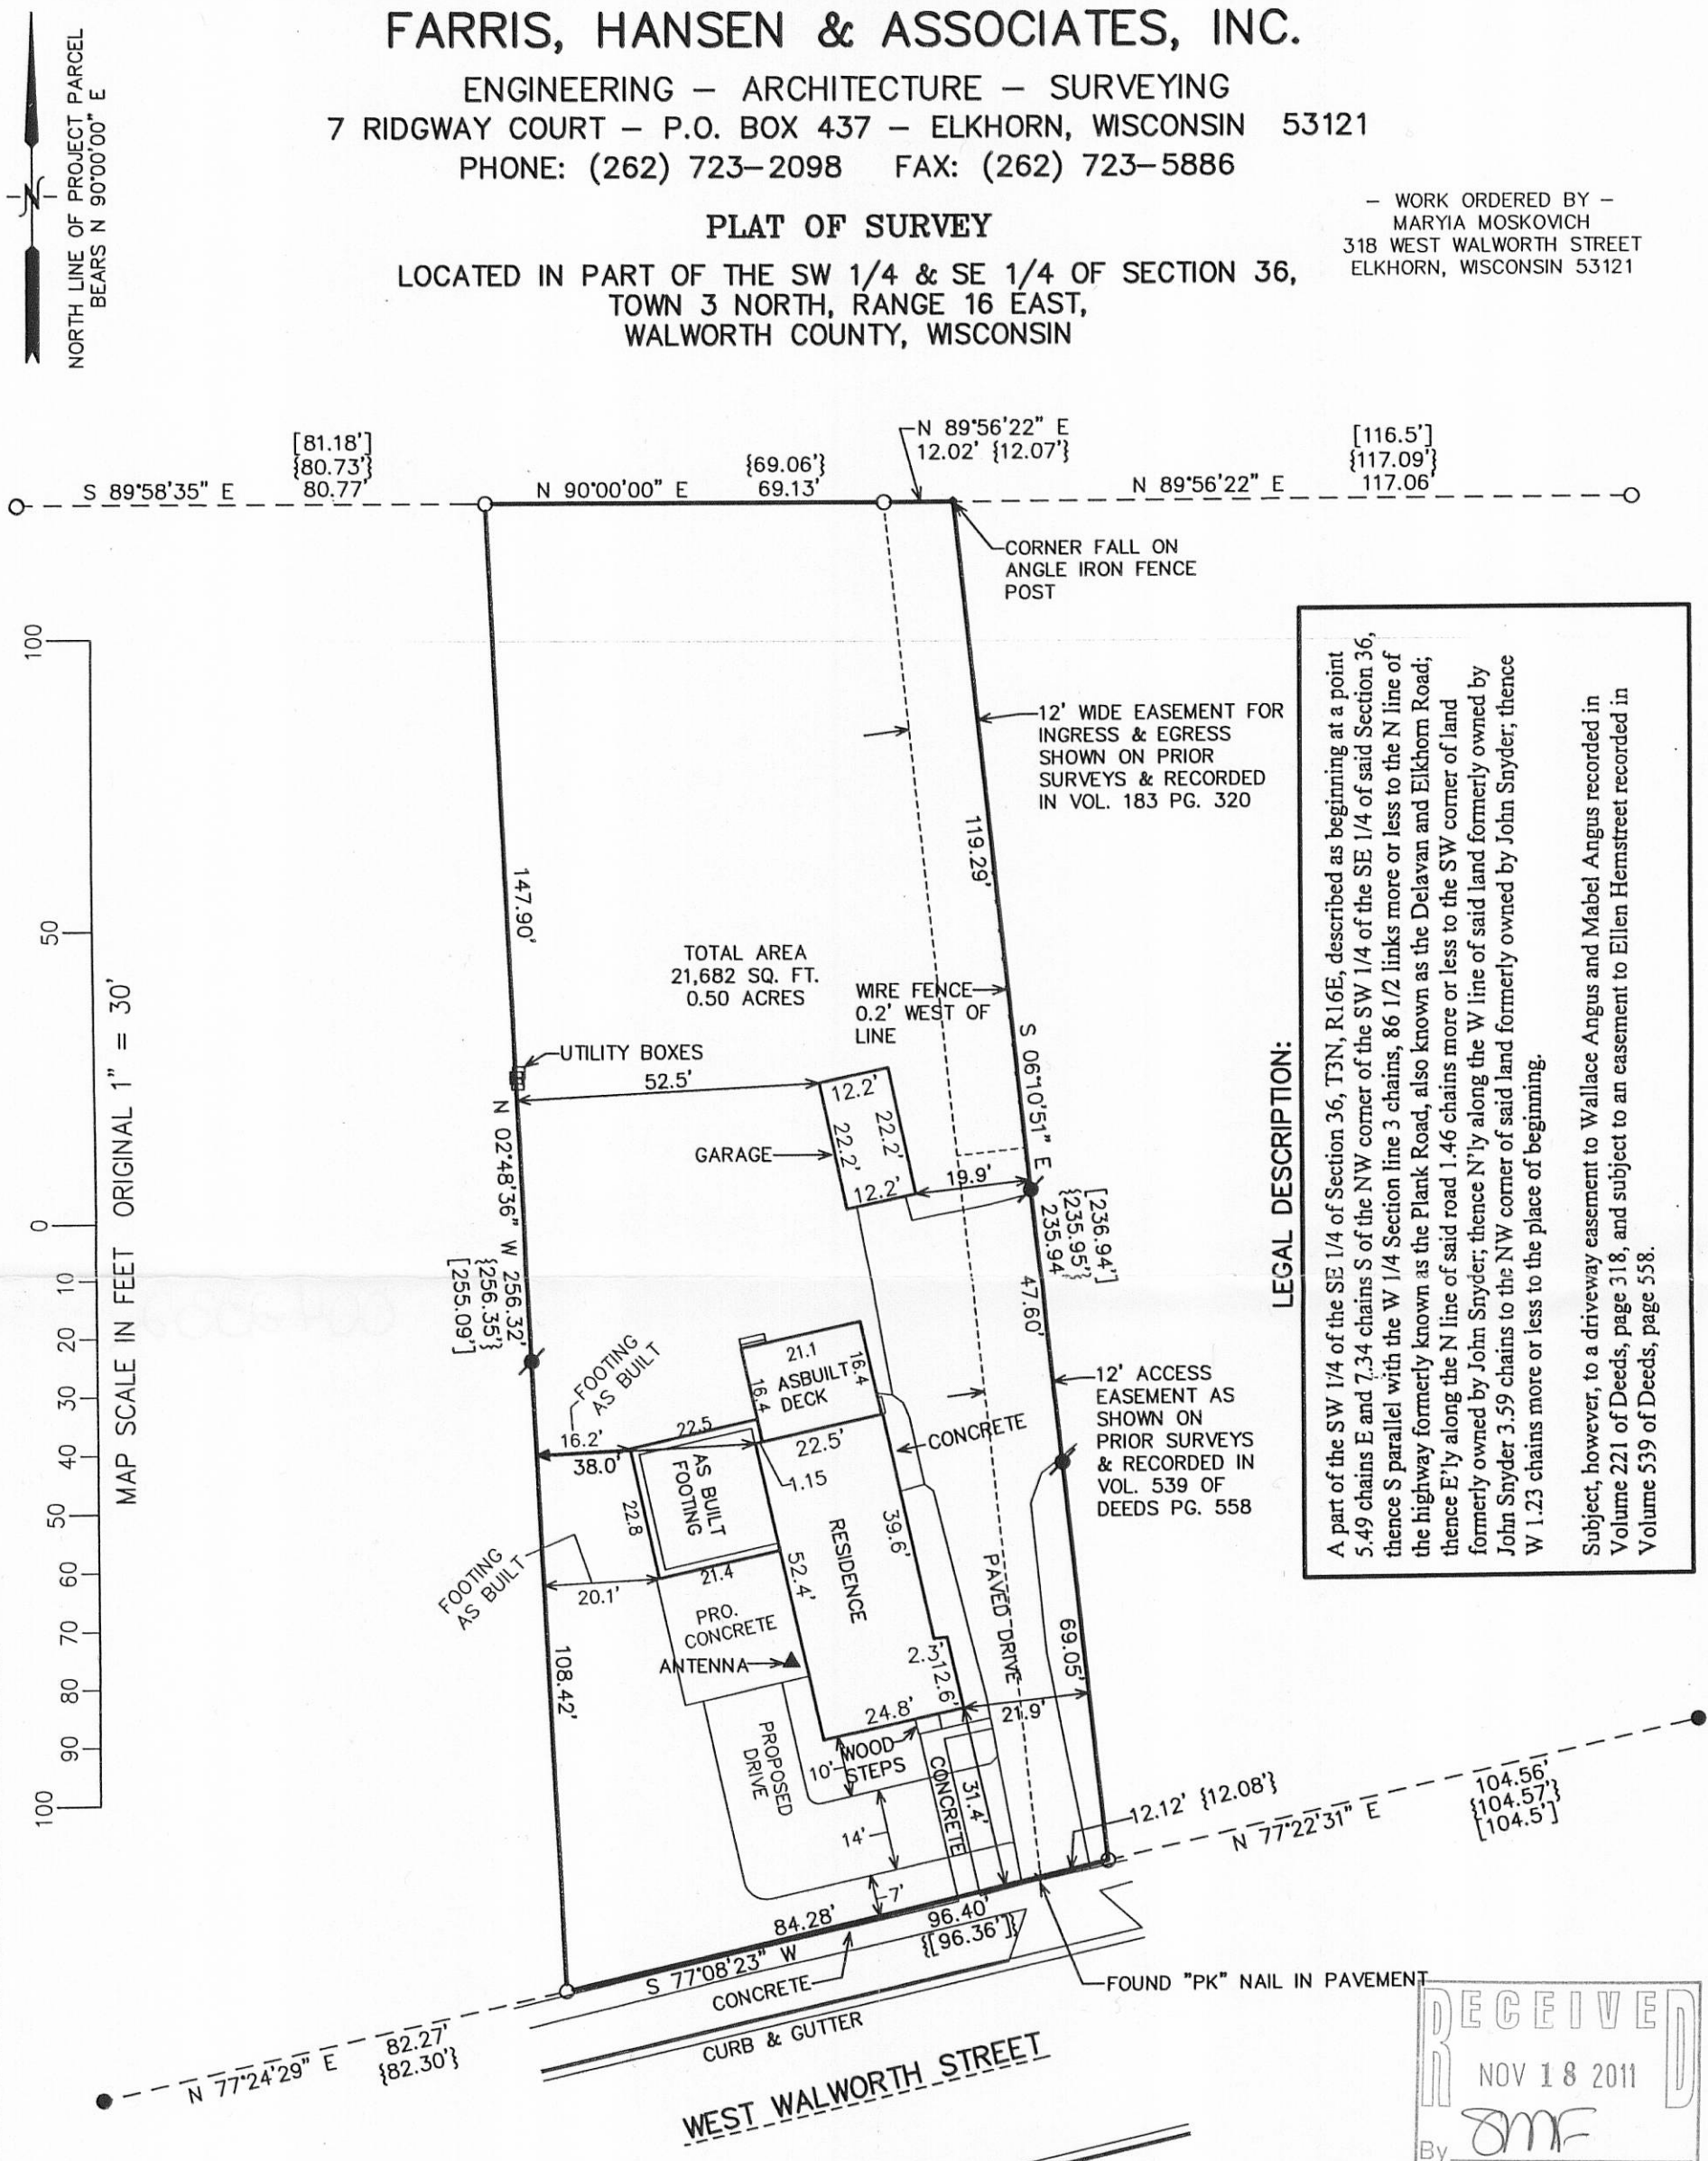 FARRIS, HANSEN & ASSOCIATES, INC.
ENGINEERING – ARCHITECTURE – SURVEYING
7 RIDGWAY COURT – P.O. BOX 437 – ELKHORN, WISCONSIN 53121
PHONE: (262) 723–2098 FAX: (262) 723–5886
PLAT OF SURVEY
LOCATED IN PART OF THE SW 1/4 & SE 1/4 OF SECTION 36,
TOWN 3 NORTH, RANGE 16 EAST,
WALWORTH COUNTY, WISCONSIN
– WORK ORDERED BY –
MARYIA MOSKOVICH
318 WEST WALWORTH STREET
ELKHORN, WISCONSIN 53121
N
NORTH LINE OF PROJECT PARCEL
BEARS N 90°00'00" E
[81.18']
{80.73'}
S 89°58'35" E 80.77'
{69.06'}
N 90°00'00" E 69.13'
N 89°56'22" E
12.02' {12.07'}
[116.5']
{117.09'}
N 89°56'22" E 117.06'
CORNER FALL ON
ANGLE IRON FENCE
POST
12' WIDE EASEMENT FOR
INGRESS & EGRESS
SHOWN ON PRIOR
SURVEYS & RECORDED
IN VOL. 183 PG. 320
119.29'
147.90'
TOTAL AREA
21,682 SQ. FT.
0.50 ACRES
WIRE FENCE
0.2' WEST OF
LINE
UTILITY BOXES
52.5'
12.2'
22.2'
22.2'
12.2'
GARAGE
19.9'
S 06°10'51" E 235.94'
{235.95'}
[236.94']
N 02°48'36" W 256.32'
{256.35'}
[255.09']
47.60'
FOOTING
AS BUILT
21.1
16.4
16.4
ASBUILT
DECK
12' ACCESS
EASEMENT AS
SHOWN ON
PRIOR SURVEYS
& RECORDED IN
VOL. 539 OF
DEEDS PG. 558
CONCRETE
16.2'
22.5
22.5'
38.0'
1.15
AS BUILT
FOOTING
22.8
21.4
RESIDENCE
39.6'
52.4'
FOOTING
AS BUILT
20.1'
PRO.
CONCRETE
ANTENNA
PAVED DRIVE
2.3'
12.6'
69.05'
108.42'
24.8'
21.9'
PROPOSED
DRIVE
WOOD
STEPS
10'
CONCRETE
31.4'
14'
7'
12.12' {12.08'}
N 77°22'31" E 104.56'
{104.57'}
[104.5']
84.28'
96.40'
{[96.36']}
S 77°08'23" W
CONCRETE
CURB & GUTTER
FOUND "PK" NAIL IN PAVEMENT
N 77°24'29" E 82.27'
{82.30'}
WEST WALWORTH STREET
100
50
0
10
20
30
40
50
60
70
80
90
100
MAP SCALE IN FEET ORIGINAL 1" = 30'
LEGAL DESCRIPTION:
A part of the SW 1/4 of the SE 1/4 of Section 36, T3N, R16E, described as beginning at a point
5.49 chains E and 7.34 chains S of the NW corner of the SW 1/4 of the SE 1/4 of said Section 36,
thence S parallel with the W 1/4 Section line 3 chains, 86 1/2 links more or less to the N line of
the highway formerly known as the Plank Road, also known as the Delavan and Elkhorn Road;
thence E'ly along the N line of said road 1.46 chains more or less to the SW corner of land
formerly owned by John Snyder; thence N'ly along the W line of said land formerly owned by
John Snyder 3.59 chains to the NW corner of said land formerly owned by John Snyder; thence
W 1.23 chains more or less to the place of beginning.
Subject, however, to a driveway easement to Wallace Angus and Mabel Angus recorded in
Volume 221 of Deeds, page 318, and subject to an easement to Ellen Hemstreet recorded in
Volume 539 of Deeds, page 558.
RECEIVED
NOV 18 2011
By SMF